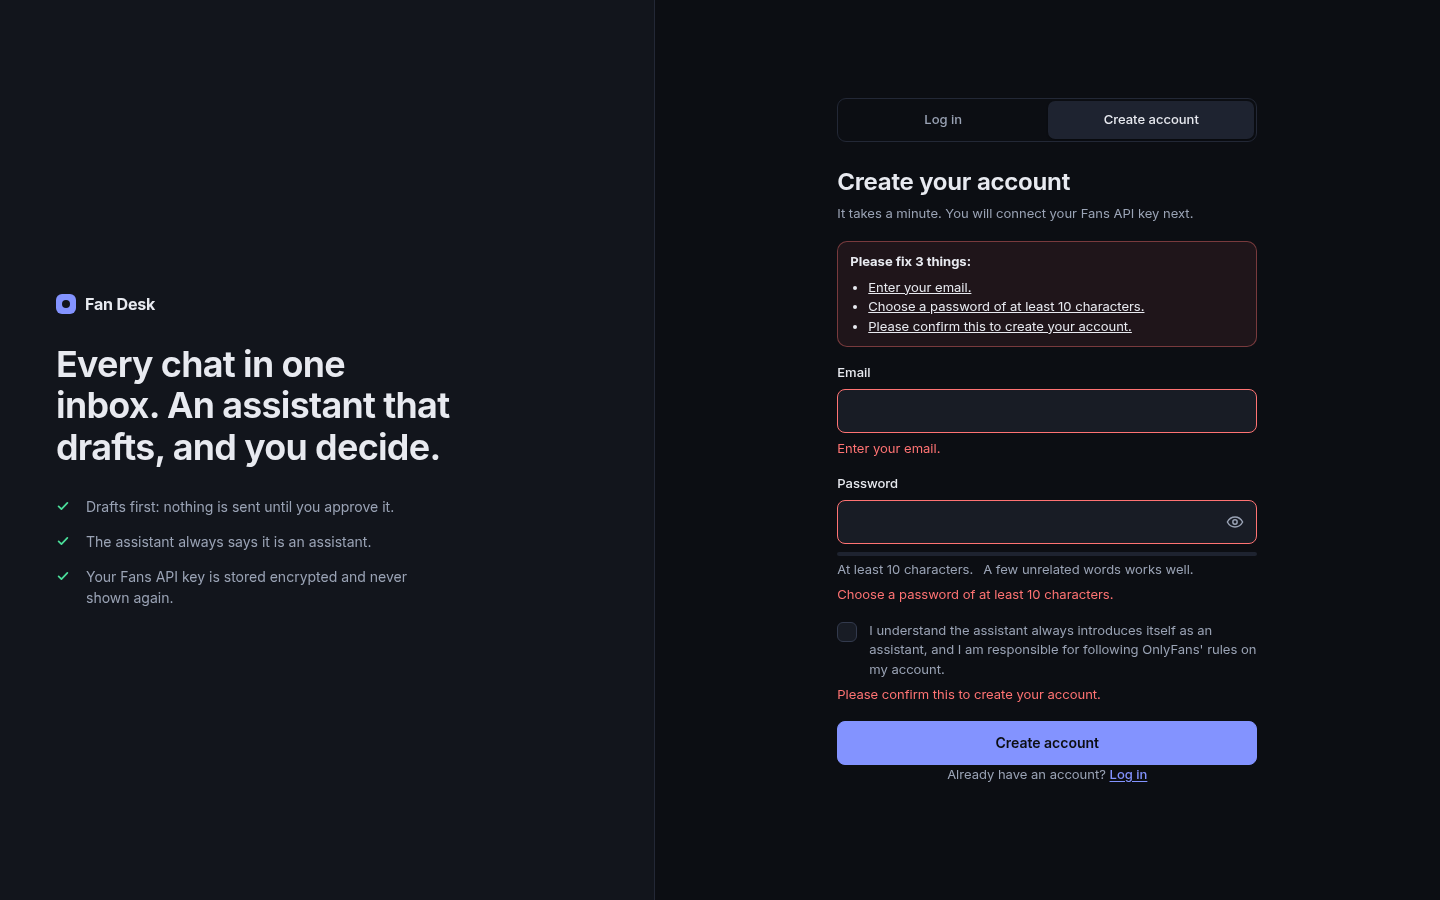 Fan Desk
Every chat in one
inbox. An assistant that
drafts, and you decide.
Drafts first: nothing is sent until you approve it.
The assistant always says it is an assistant.
Your Fans API key is stored encrypted and never
shown again.
Log in
Create account
Create your account
It takes a minute. You will connect your Fans API key next.
Please fix 3 things:
Enter your email.
Choose a password of at least 10 characters.
Please confirm this to create your account.
Email
Enter your email.
Password
At least 10 characters. A few unrelated words works well.
Choose a password of at least 10 characters.
I understand the assistant always introduces itself as an
assistant, and I am responsible for following OnlyFans' rules on
my account.
Please confirm this to create your account.
Create account
Already have an account? Log in